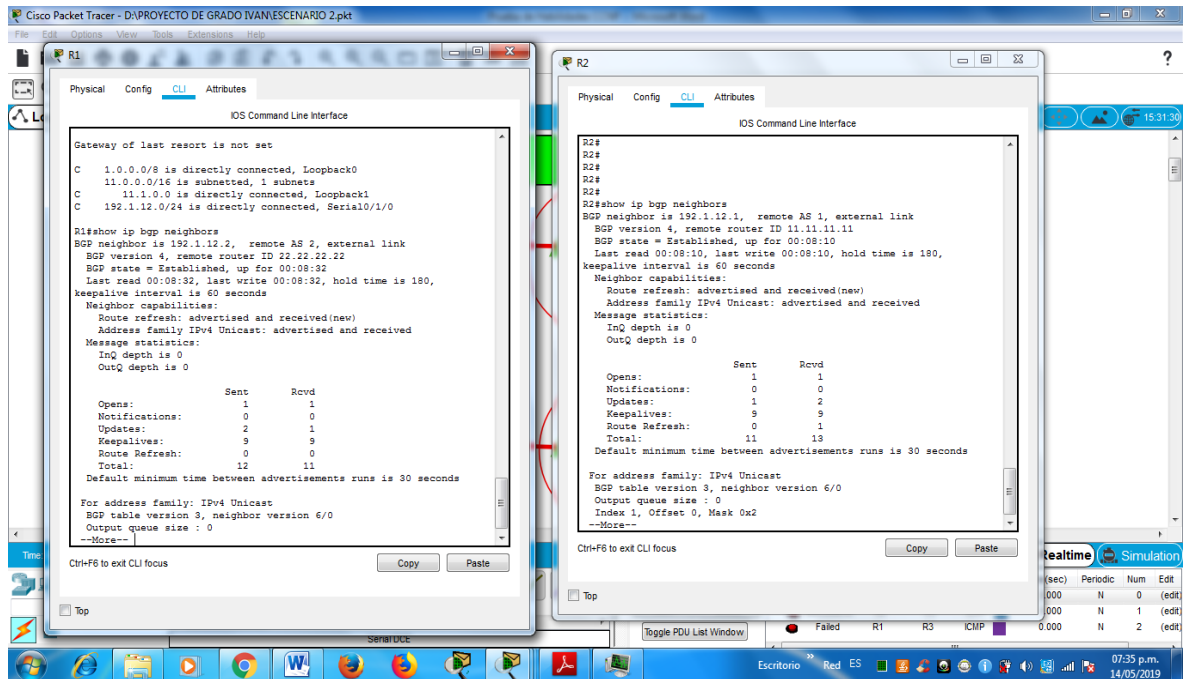 Cisco Packet Tracer - D:\PROYECTO DE GRADO IVAN\ESCENARIO 2.pkt
File Edit Options View Tools Extensions Help
R1
Physical Config CLI Attributes
IOS Command Line Interface
Gateway of last resort is not set
C 1.0.0.0/8 is directly connected, Loopback0
11.0.0.0/16 is subnetted, 1 subnets
C 11.1.0.0 is directly connected, Loopback1
C 192.1.12.0/24 is directly connected, Serial0/1/0
R1#show ip bgp neighbors
BGP neighbor is 192.1.12.2, remote AS 2, external link
BGP version 4, remote router ID 22.22.22.22
BGP state = Established, up for 00:08:32
Last read 00:08:32, last write 00:08:32, hold time is 180,
keepalive interval is 60 seconds
Neighbor capabilities:
Route refresh: advertised and received(new)
Address family IPv4 Unicast: advertised and received
Message statistics:
InQ depth is 0
OutQ depth is 0
Sent Rcvd
Opens: 1 1
Notifications: 0 0
Updates: 2 1
Keepalives: 9 9
Route Refresh: 0 0
Total: 12 11
Default minimum time between advertisements runs is 30 seconds
For address family: IPv4 Unicast
BGP table version 3, neighbor version 6/0
Output queue size : 0
--More--
Ctrl+F6 to exit CLI focus
Copy Paste
Top
R2
Physical Config CLI Attributes
IOS Command Line Interface
R2#
R2#
R2#
R2#
R2#
R2#show ip bgp neighbors
BGP neighbor is 192.1.12.1, remote AS 1, external link
BGP version 4, remote router ID 11.11.11.11
BGP state = Established, up for 00:08:10
Last read 00:08:10, last write 00:08:10, hold time is 180,
keepalive interval is 60 seconds
Neighbor capabilities:
Route refresh: advertised and received(new)
Address family IPv4 Unicast: advertised and received
Message statistics:
InQ depth is 0
OutQ depth is 0
Sent Rcvd
Opens: 1 1
Notifications: 0 0
Updates: 1 2
Keepalives: 9 9
Route Refresh: 0 1
Total: 11 13
Default minimum time between advertisements runs is 30 seconds
For address family: IPv4 Unicast
BGP table version 3, neighbor version 6/0
Output queue size : 0
Index 1, Offset 0, Mask 0x2
--More--
Ctrl+F6 to exit CLI focus
Copy Paste
Top
?
15:31:30
Time
Realtime Simulation
(sec) Periodic Num Edit
.000 N 0 (edit)
.000 N 1 (edit)
Failed R1 R3 ICMP 0.000 N 2 (edit)
Toggle PDU List Window
Serial DCE
Escritorio » Red ES
07:35 p.m.
14/05/2019